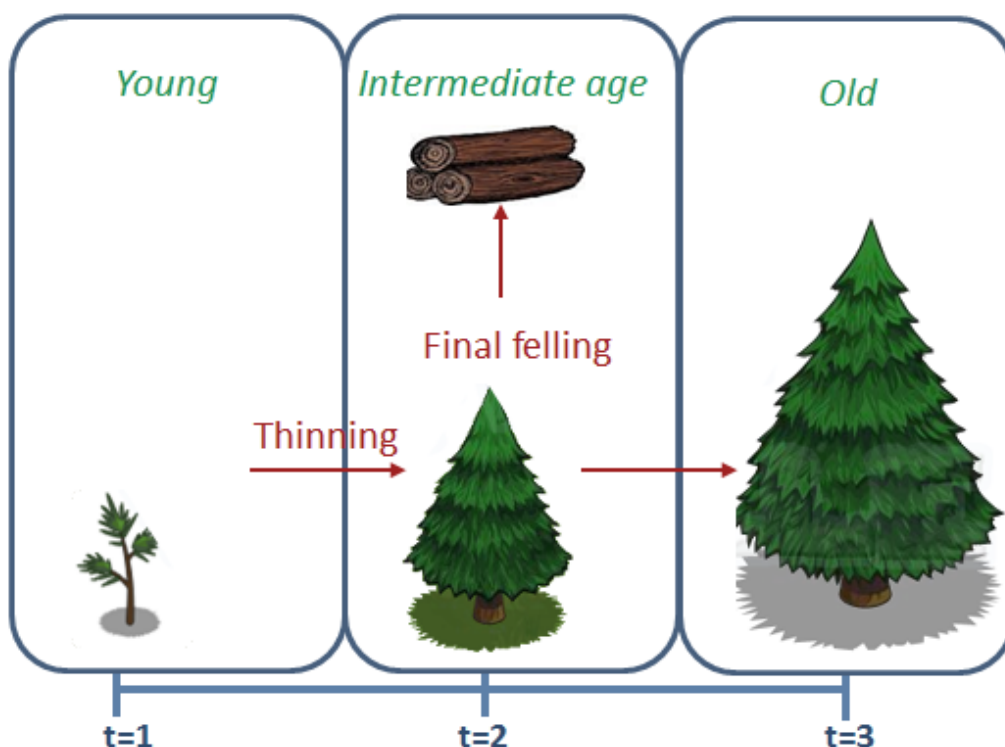 Young
Intermediate age
Old
Final felling
Thinning
t=1
t=2
t=3